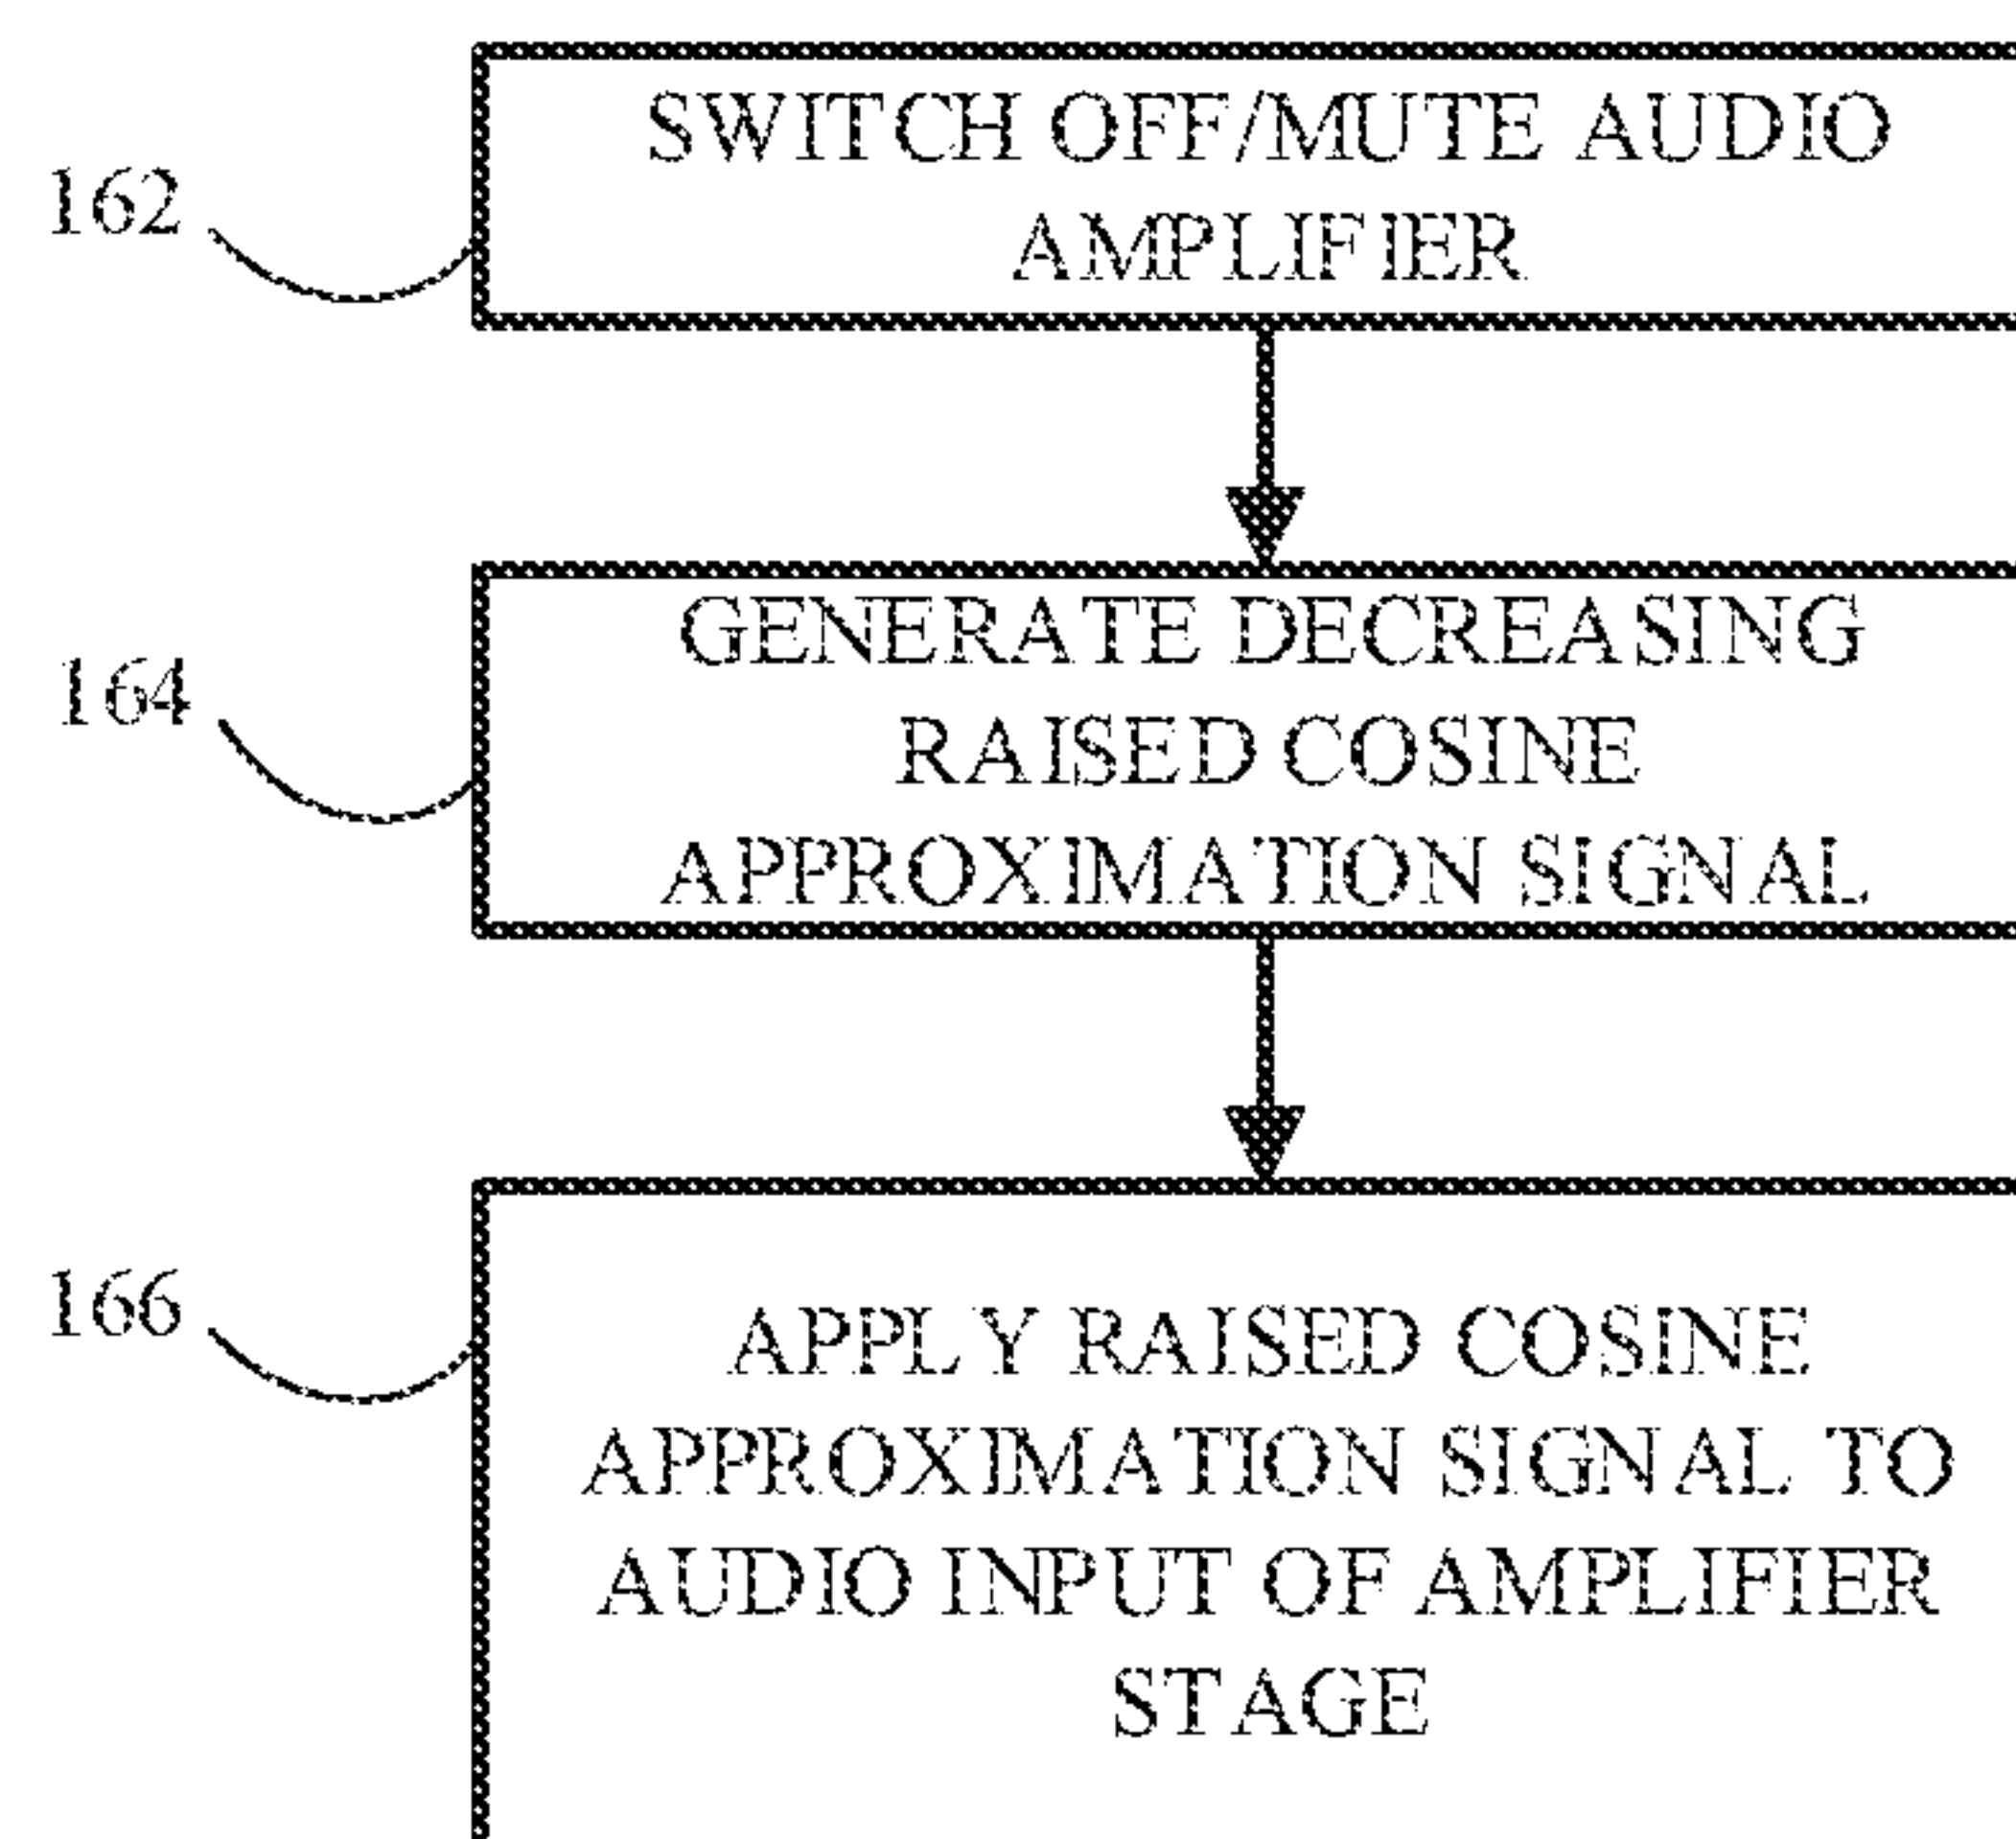 SWITCH OFF/MUTE AUDIO
AMPLIFIER
162
GENERATE DECREASING
RAISED COSINE
APPROXIMATION SIGNAL
164
APPLY RAISED COSINE
APPROXIMATION SIGNAL TO
AUDIO INPUT OF AMPLIFIER
STAGE
166